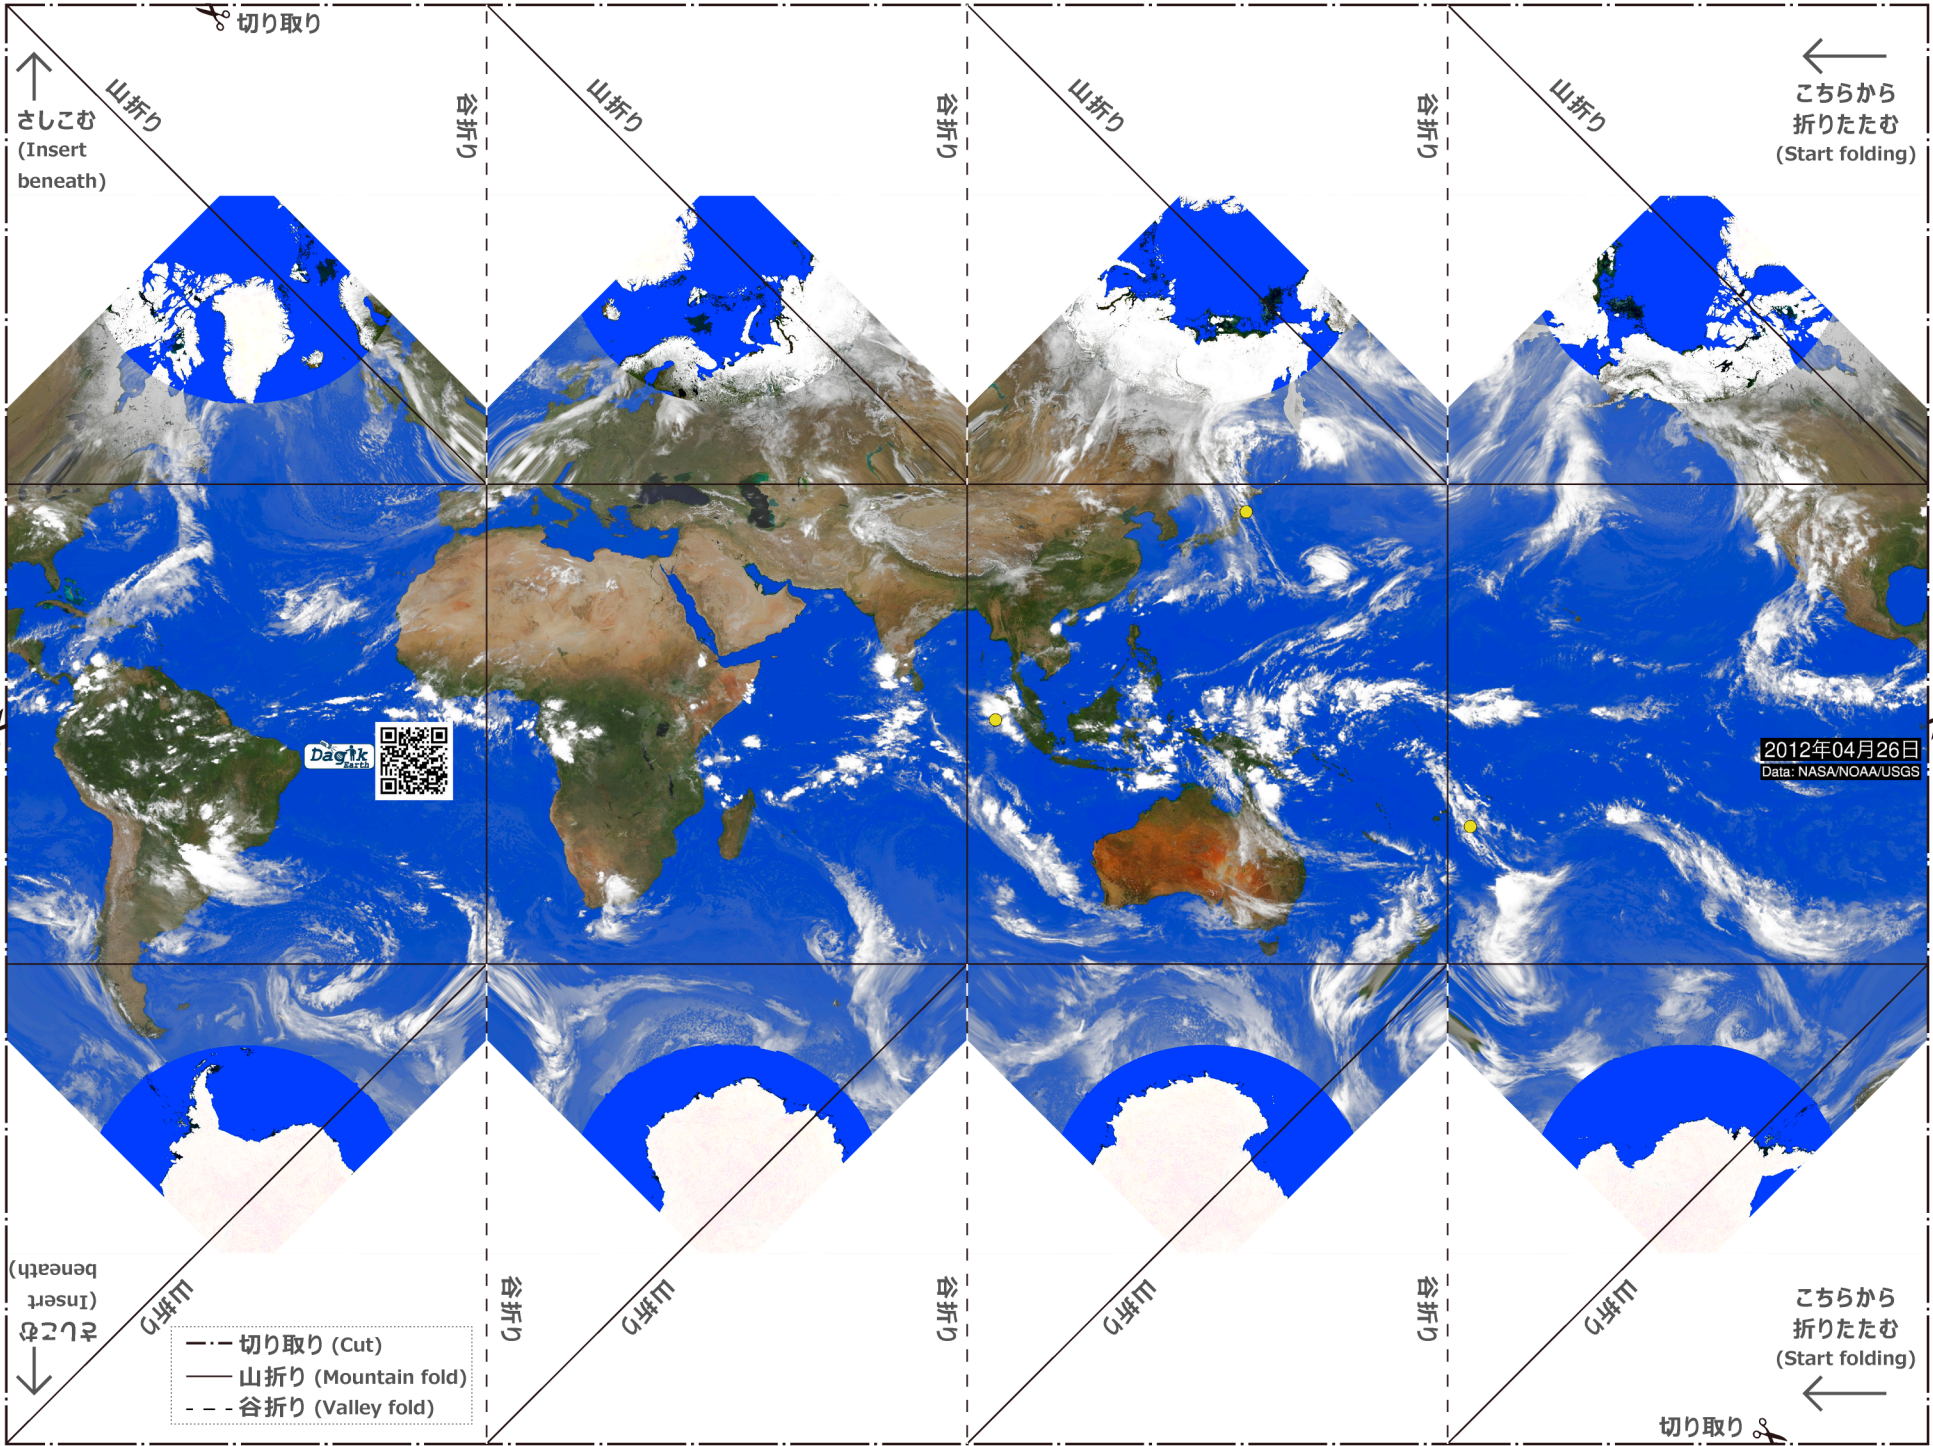 切り取り
山折り
谷折り
山折り
谷折り
山折り
谷折り
山折り
さしこむ
(Insert
beneath)
こちらから
折りたたむ
(Start folding)
Dagik
Earth
2012年04月26日
Data: NASA/NOAA/USGS
さしこむ
(Insert
beneath)
山折り
谷折り
山折り
谷折り
山折り
谷折り
山折り
こちらから
折りたたむ
(Start folding)
切り取り (Cut)
山折り (Mountain fold)
谷折り (Valley fold)
切り取り